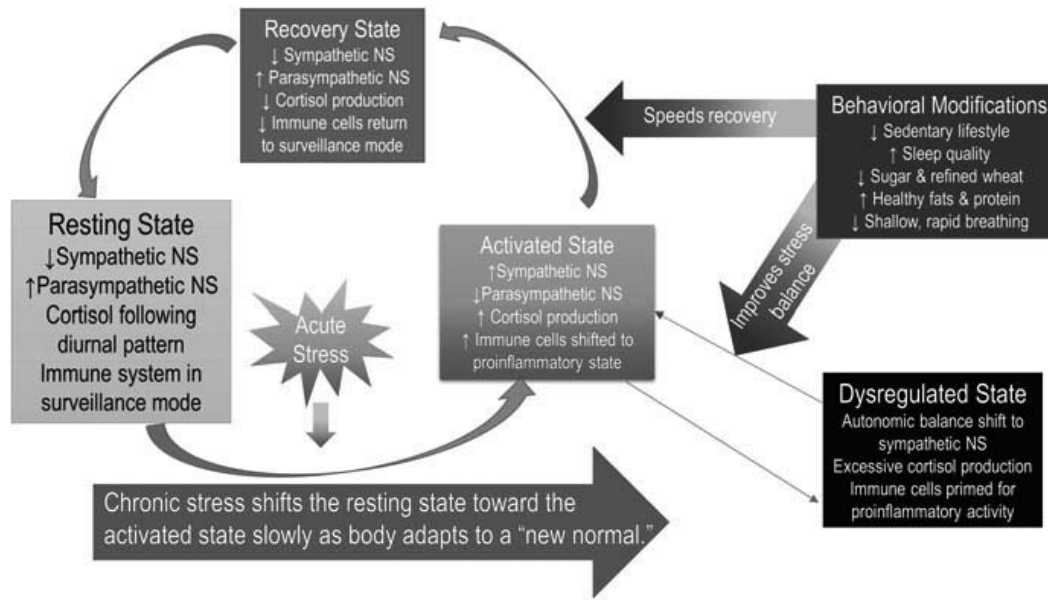 Recovery State
↓ Sympathetic NS
↑ Parasympathetic NS
↓ Cortisol production
↓ Immune cells return
to surveillance mode
Speeds recovery
Behavioral Modifications
↓ Sedentary lifestyle
↑ Sleep quality
↓ Sugar & refined wheat
↑ Healthy fats & protein
↓ Shallow, rapid breathing
Improves stress
balance
Resting State
↓Sympathetic NS
↑Parasympathetic NS
Cortisol following
diurnal pattern
Immune system in
surveillance mode
Acute
Stress
Activated State
↑Sympathetic NS
↓Parasympathetic NS
↑ Cortisol production
↑ Immune cells shifted to
proinflammatory state
Dysregulated State
Autonomic balance shift to
sympathetic NS
Excessive cortisol production
Immune cells primed for
proinflammatory activity
Chronic stress shifts the resting state toward the
activated state slowly as body adapts to a “new normal.”